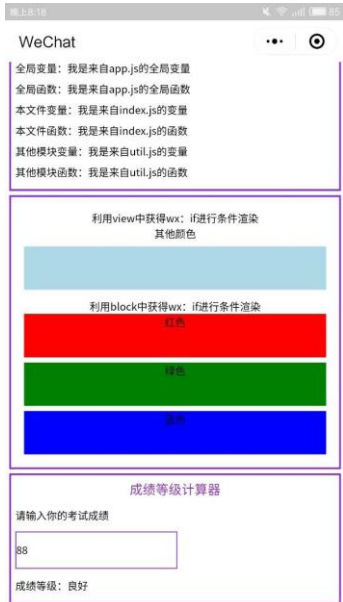 晚上8:18
85
WeChat
全局变量：我是来自app.js的全局变量
全局函数：我是来自app.js的全局函数
本文件变量：我是来自index.js的变量
本文件函数：我是来自index.js的函数
其他模块变量：我是来自util.js的变量
其他模块函数：我是来自util.js的函数
利用view中获得wx：if进行条件渲染
其他颜色
利用block中获得wx：if进行条件渲染
红色
绿色
蓝色
成绩等级计算器
请输入你的考试成绩
88
成绩等级：良好